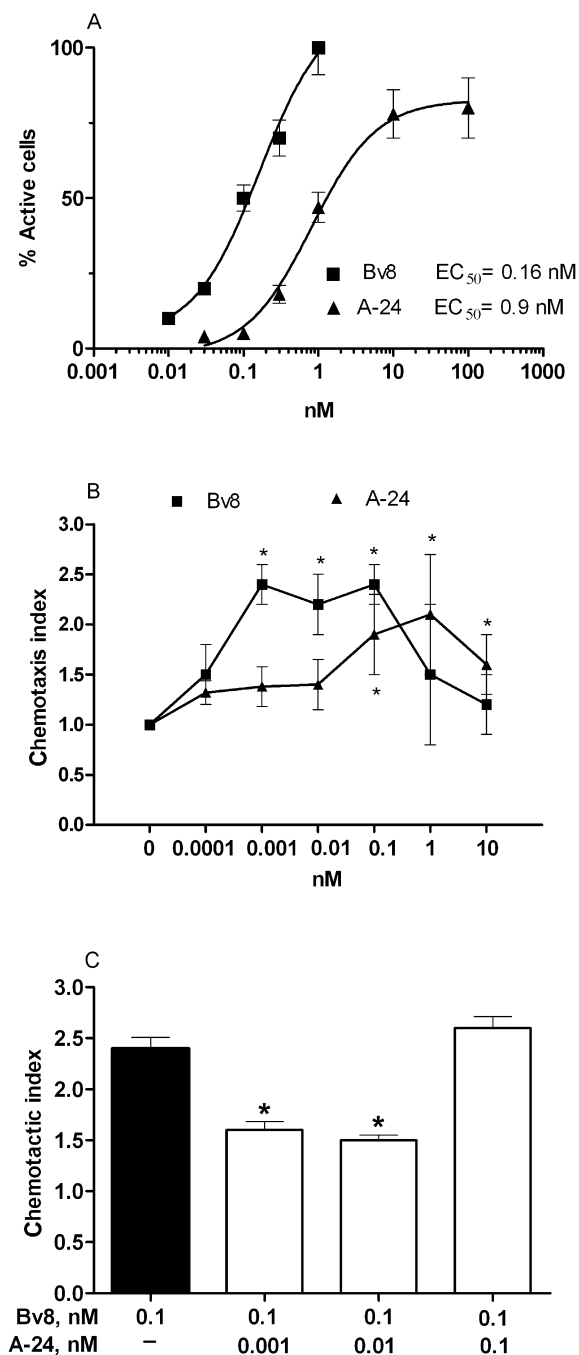 A
100
50
0
% Active cells
Bv8 EC50= 0.16 nM
A-24 EC50= 0.9 nM
0.001 0.01 0.1 1 10 100 1000
nM
B
Bv8 A-24
3.0
2.5
2.0
1.5
1.0
0.5
0.0
Chemotaxis index
* * * * * *
0 0.0001 0.001 0.01 0.1 1 10
nM
C
3.0
2.5
2.0
1.5
1.0
0.5
0.0
Chemotactic index
* *
Bv8, nM 0.1 0.1 0.1 0.1
A-24, nM – 0.001 0.01 0.1